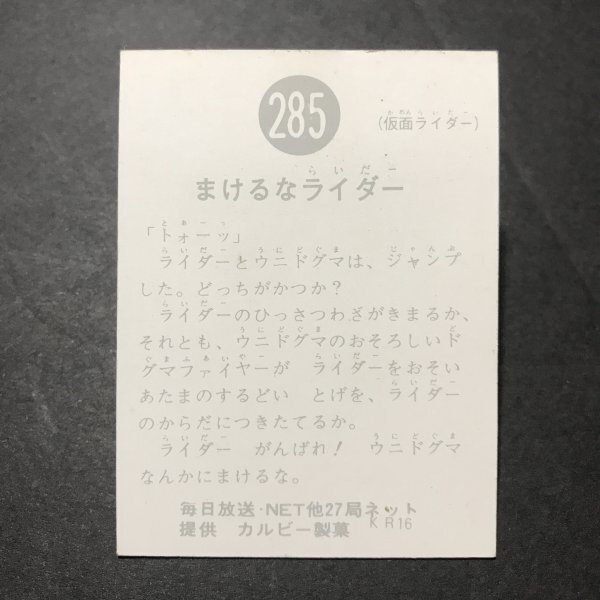 285
(仮面ライダー)
まけるなライダー
「トォーッ」
ライダーとウニドグマは、ジャンプ
した。どっちがかつか?
ライダーのひっさつわざがきまるか、
それとも、ウニドグマのおそろしいド
グマファイヤーが ライダーをおそい
あたまのするどい とげを、ライダー
のからだにつきたてるか。
ライダー がんばれ! ウニドグマ
なんかにまけるな。
毎日放送・NET他27局ネット
提供 カルビー製菓 KR16